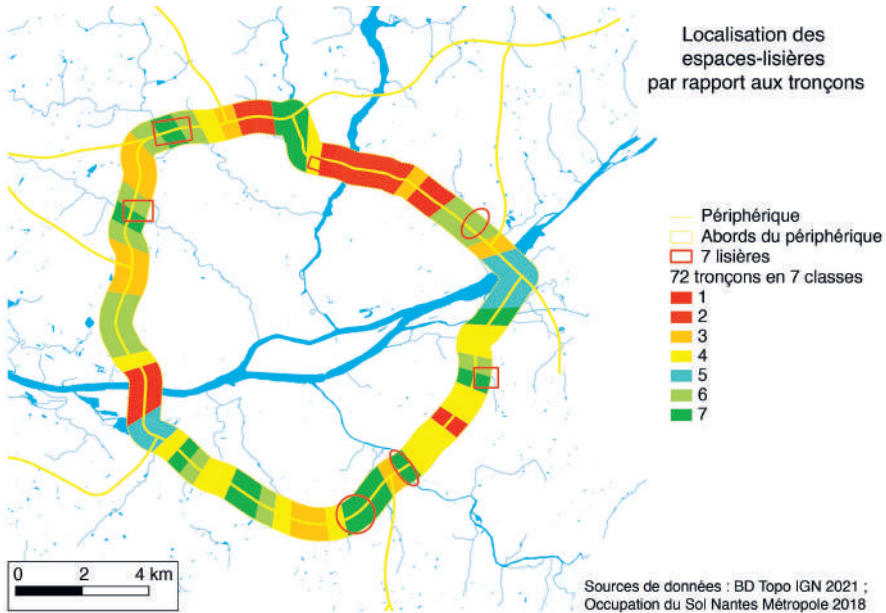 Localisation des
espaces-lisières
par rapport aux tronçons
Périphérique
Abords du périphérique
7 lisières
72 tronçons en 7 classes
1
2
3
4
5
6
7
0 2 4 km
Sources de données : BD Topo IGN 2021 ;
Occupation du Sol Nantes Métropole 2018